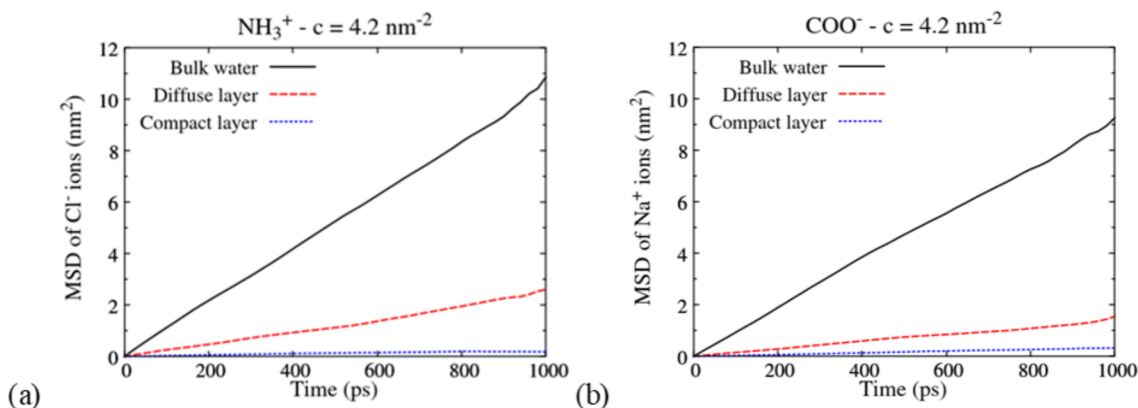 NH₃⁺ - c = 4.2 nm⁻²
12
10
8
6
4
2
0
MSD of Cl⁻ ions (nm²)
Bulk water
Diffuse layer
Compact layer
0 200 400 600 800 1000
Time (ps)
(a)
COO⁻ - c = 4.2 nm⁻²
12
10
8
6
4
2
0
MSD of Na⁺ ions (nm²)
Bulk water
Diffuse layer
Compact layer
0 200 400 600 800 1000
Time (ps)
(b)